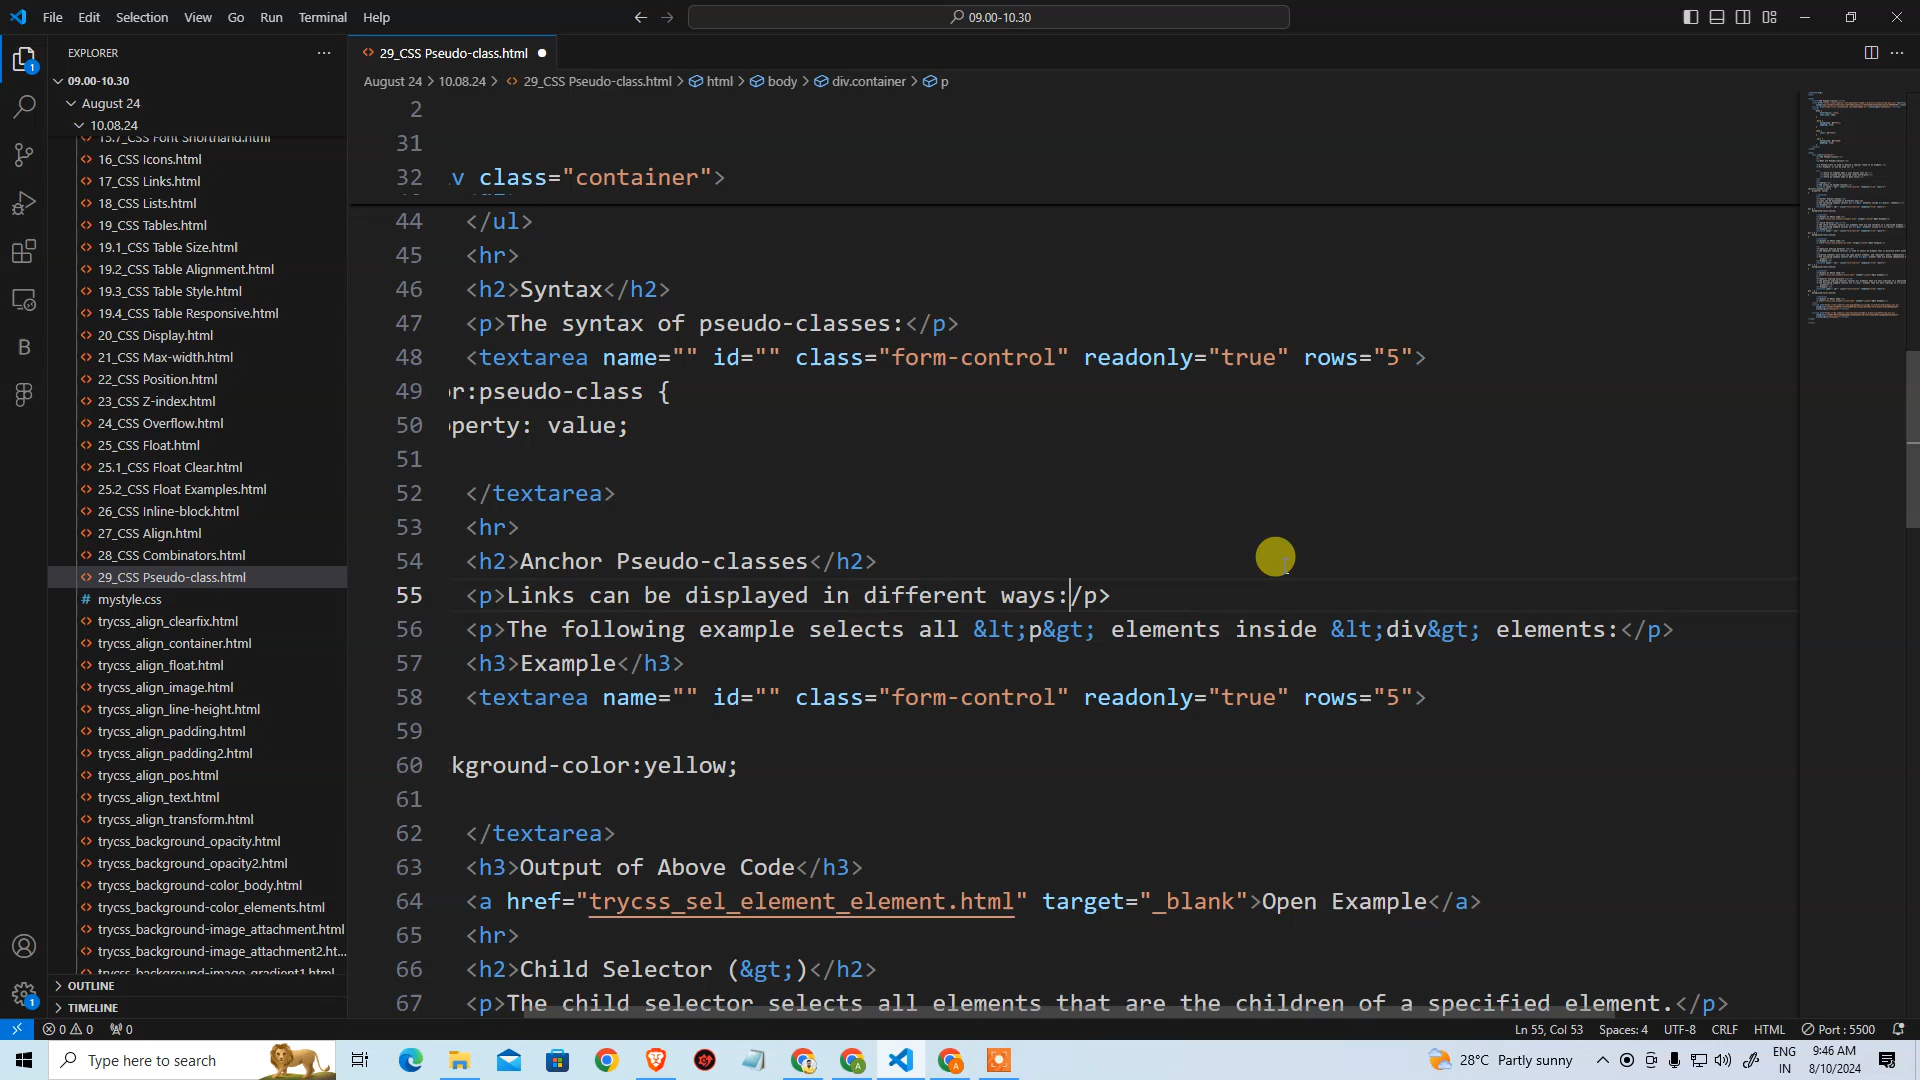 File Edit Selection View Go Run Terminal Help
09.00-10.30
EXPLORER
29_CSS Pseudo-class.html
09.00-10.30
August 24
10.08.24
August 24 > 10.08.24 > 29_CSS Pseudo-class.html > html > body > div.container > p
16_CSS Icons.html
17_CSS Links.html
18_CSS Lists.html
19_CSS Tables.html
19.1_CSS Table Size.html
19.2_CSS Table Alignment.html
19.3_CSS Table Style.html
19.4_CSS Table Responsive.html
20_CSS Display.html
21_CSS Max-width.html
22_CSS Position.html
23_CSS Z-index.html
24_CSS Overflow.html
25_CSS Float.html
25.1_CSS Float Clear.html
25.2_CSS Float Examples.html
26_CSS Inline-block.html
27_CSS Align.html
28_CSS Combinators.html
29_CSS Pseudo-class.html
mystyle.css
trycss_align_clearfix.html
trycss_align_container.html
trycss_align_float.html
trycss_align_image.html
trycss_align_line-height.html
trycss_align_padding.html
trycss_align_padding2.html
trycss_align_pos.html
trycss_align_text.html
trycss_align_transform.html
trycss_background_opacity.html
trycss_background_opacity2.html
trycss_background-color_body.html
trycss_background-color_elements.html
trycss_background-image_attachment.html
trycss_background-image_attachment2.ht...
OUTLINE
TIMELINE
2
31
32 v class="container">
44 </ul>
45 <hr>
46 <h2>Syntax</h2>
47 <p>The syntax of pseudo-classes:</p>
48 <textarea name="" id="" class="form-control" readonly="true" rows="5">
49 r:pseudo-class {
50 perty: value;
51
52 </textarea>
53 <hr>
54 <h2>Anchor Pseudo-classes</h2>
55 <p>Links can be displayed in different ways:/p>
56 <p>The following example selects all &lt;p&gt; elements inside &lt;div&gt; elements:</p>
57 <h3>Example</h3>
58 <textarea name="" id="" class="form-control" readonly="true" rows="5">
59
60 kground-color:yellow;
61
62 </textarea>
63 <h3>Output of Above Code</h3>
64 <a href="trycss_sel_element_element.html" target="_blank">Open Example</a>
65 <hr>
66 <h2>Child Selector (&gt;)</h2>
67 <p>The child selector selects all elements that are the children of a specified element.</p>
0 0 0
Ln 55, Col 53 Spaces: 4 UTF-8 CRLF HTML Port : 5500
Type here to search
28°C Partly sunny
ENG
IN
9:46 AM
8/10/2024